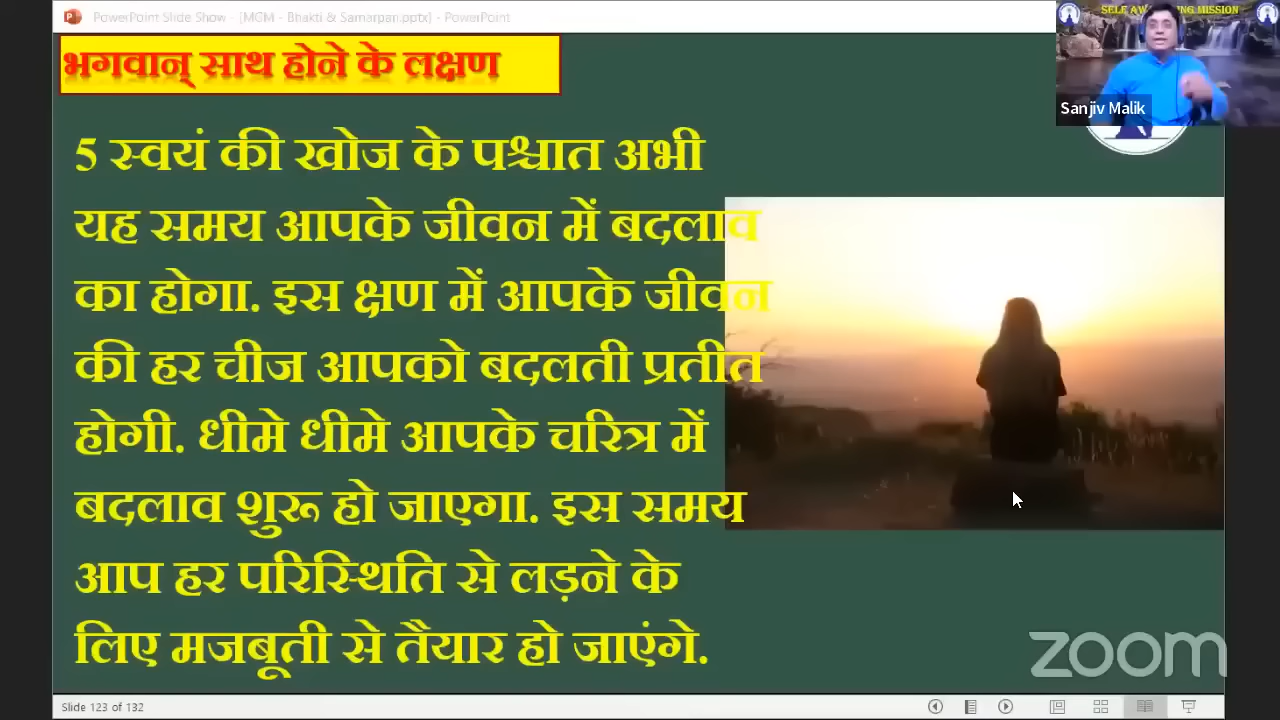 PowerPoint Slide Show - [MGM - Bhakti & Samarpan.pptx] - PowerPoint
भगवान् साथ होने के लक्षण
Sanjiv Malik
5 स्वयं की खोज के पश्चात अभी
यह समय आपके जीवन में बदलाव
का होगा. इस क्षण में आपके जीवन
की हर चीज आपको बदलती प्रतीत
होगी. धीमे धीमे आपके चरित्र में
बदलाव शुरू हो जाएगा. इस समय
आप हर परिस्थिति से लड़ने के
लिए मजबूती से तैयार हो जाएंगे.
zoom
Slide 123 of 132